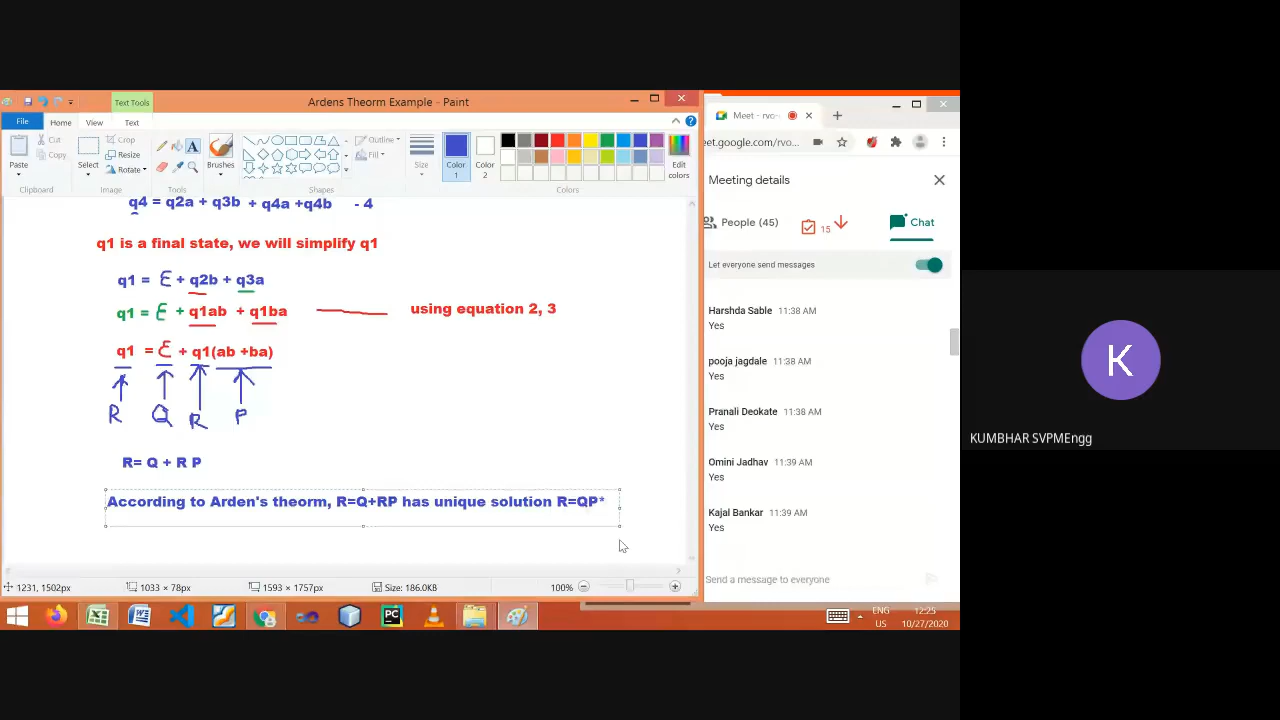 Text Tools
Ardens Theorm Example - Paint
File
Home
View
Text
Paste
Cut
Copy
Clipboard
Select
Crop
Resize
Rotate
Image
Tools
Brushes
Outline
Fill
Shapes
Size
Color 1
Color 2
Edit colors
Colors
q4 = q2a + q3b + q4a +q4b - 4
q1 is a final state, we will simplify q1
q1 = Ɛ + q2b + q3a
q1 = Ɛ + q1ab + q1ba using equation 2, 3
q1 = Ɛ + q1(ab +ba)
R Q R P
R= Q + R P
According to Arden's theorm, R=Q+RP has unique solution R=QP*
1231, 1502px
1033 × 78px
1593 × 1757px
Size: 186.0KB
100%
Meet - rvo-
eet.google.com/rvo...
Meeting details
People (45)
15
Chat
Let everyone send messages
Harshda Sable 11:38 AM
Yes
pooja jagdale 11:38 AM
Yes
Pranali Deokate 11:38 AM
Yes
Omini Jadhav 11:39 AM
Yes
Kajal Bankar 11:39 AM
Yes
Send a message to everyone
PC
ENG
US
12:25
10/27/2020
K
KUMBHAR SVPMEngg